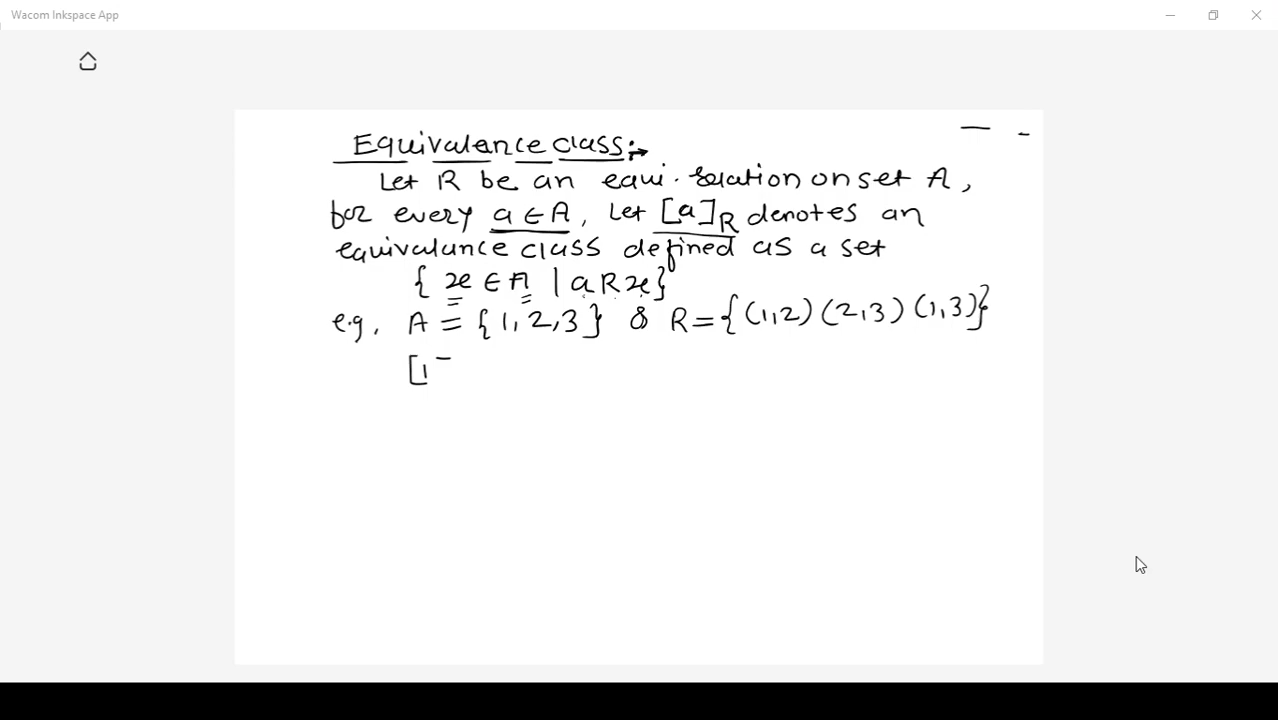 Wacom Inkspace App
Equivalence class:→
Let R be an equi. relation on set A,
for every a ∈ A, Let [a]R denotes an
equivalance class defined as a set
{ x ∈ A | a R x}
e.g, A = {1,2,3} & R={(1,2)(2,3)(1,3)}
[1